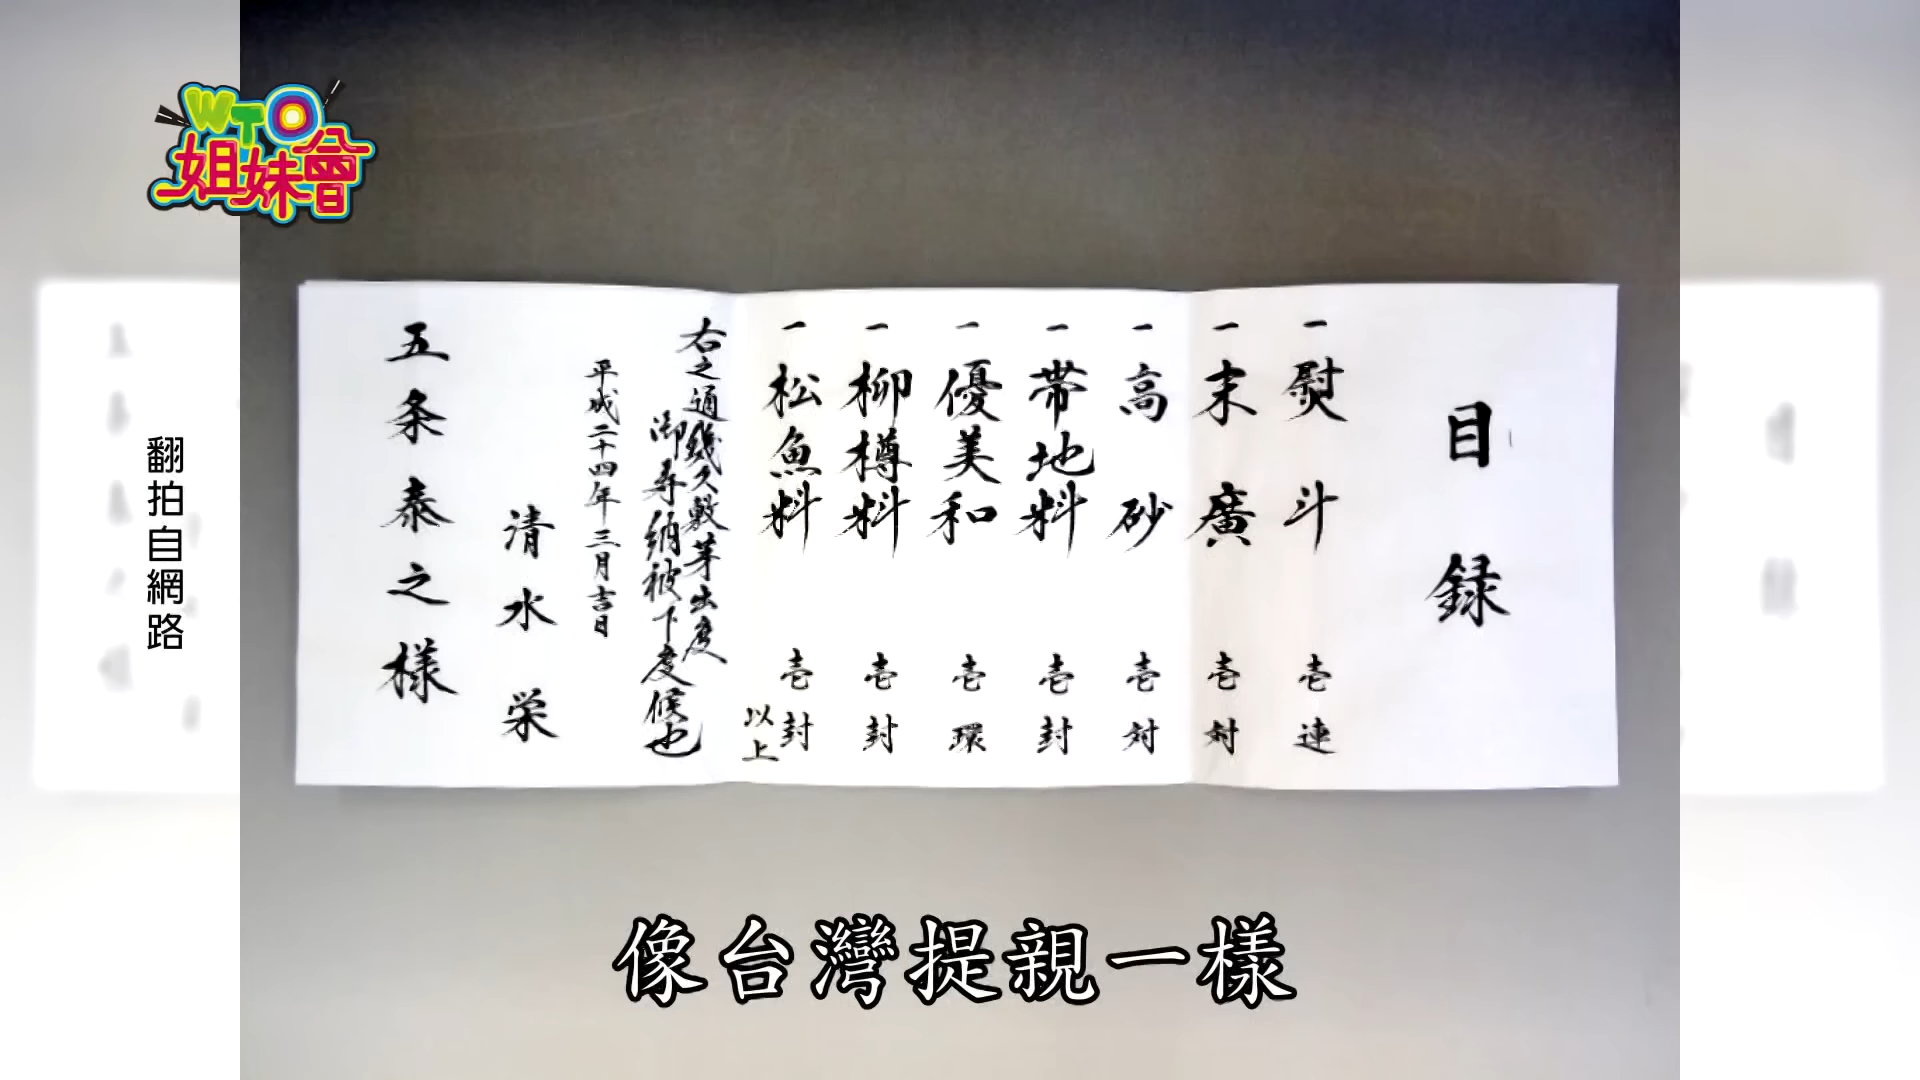 WTO
姐妹會
翻拍自網路
目録
一 熨斗 壱連
一 末廣 壱対
一 高砂 壱対
一 帯地料 壱封
一 優美和 壱環
一 柳樽料 壱封
一 松魚料 壱封
以上
右之通幾久敷芽出度
御寿納被下度候也
平成二十四年三月吉日
清水 栄
五条泰之様
像台灣提親一樣